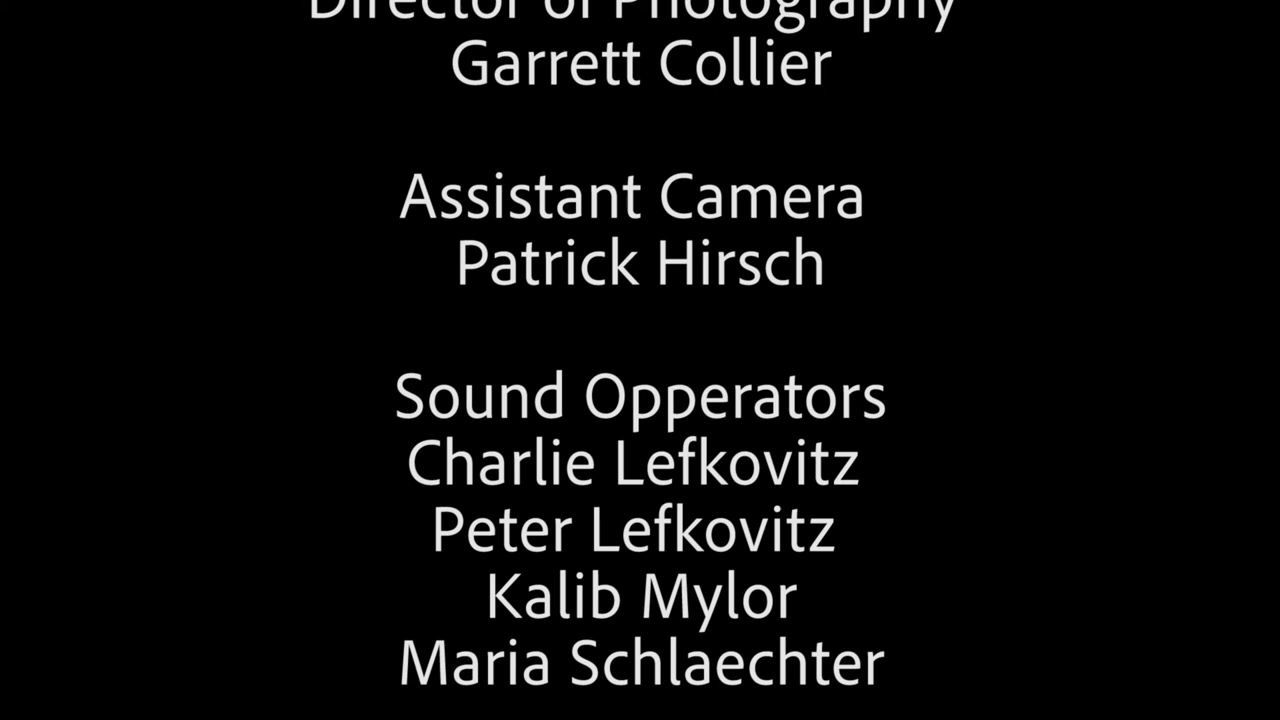 Director of Photography
Garrett Collier
Assistant Camera
Patrick Hirsch
Sound Opperators
Charlie Lefkovitz
Peter Lefkovitz
Kalib Mylor
Maria Schlaechter